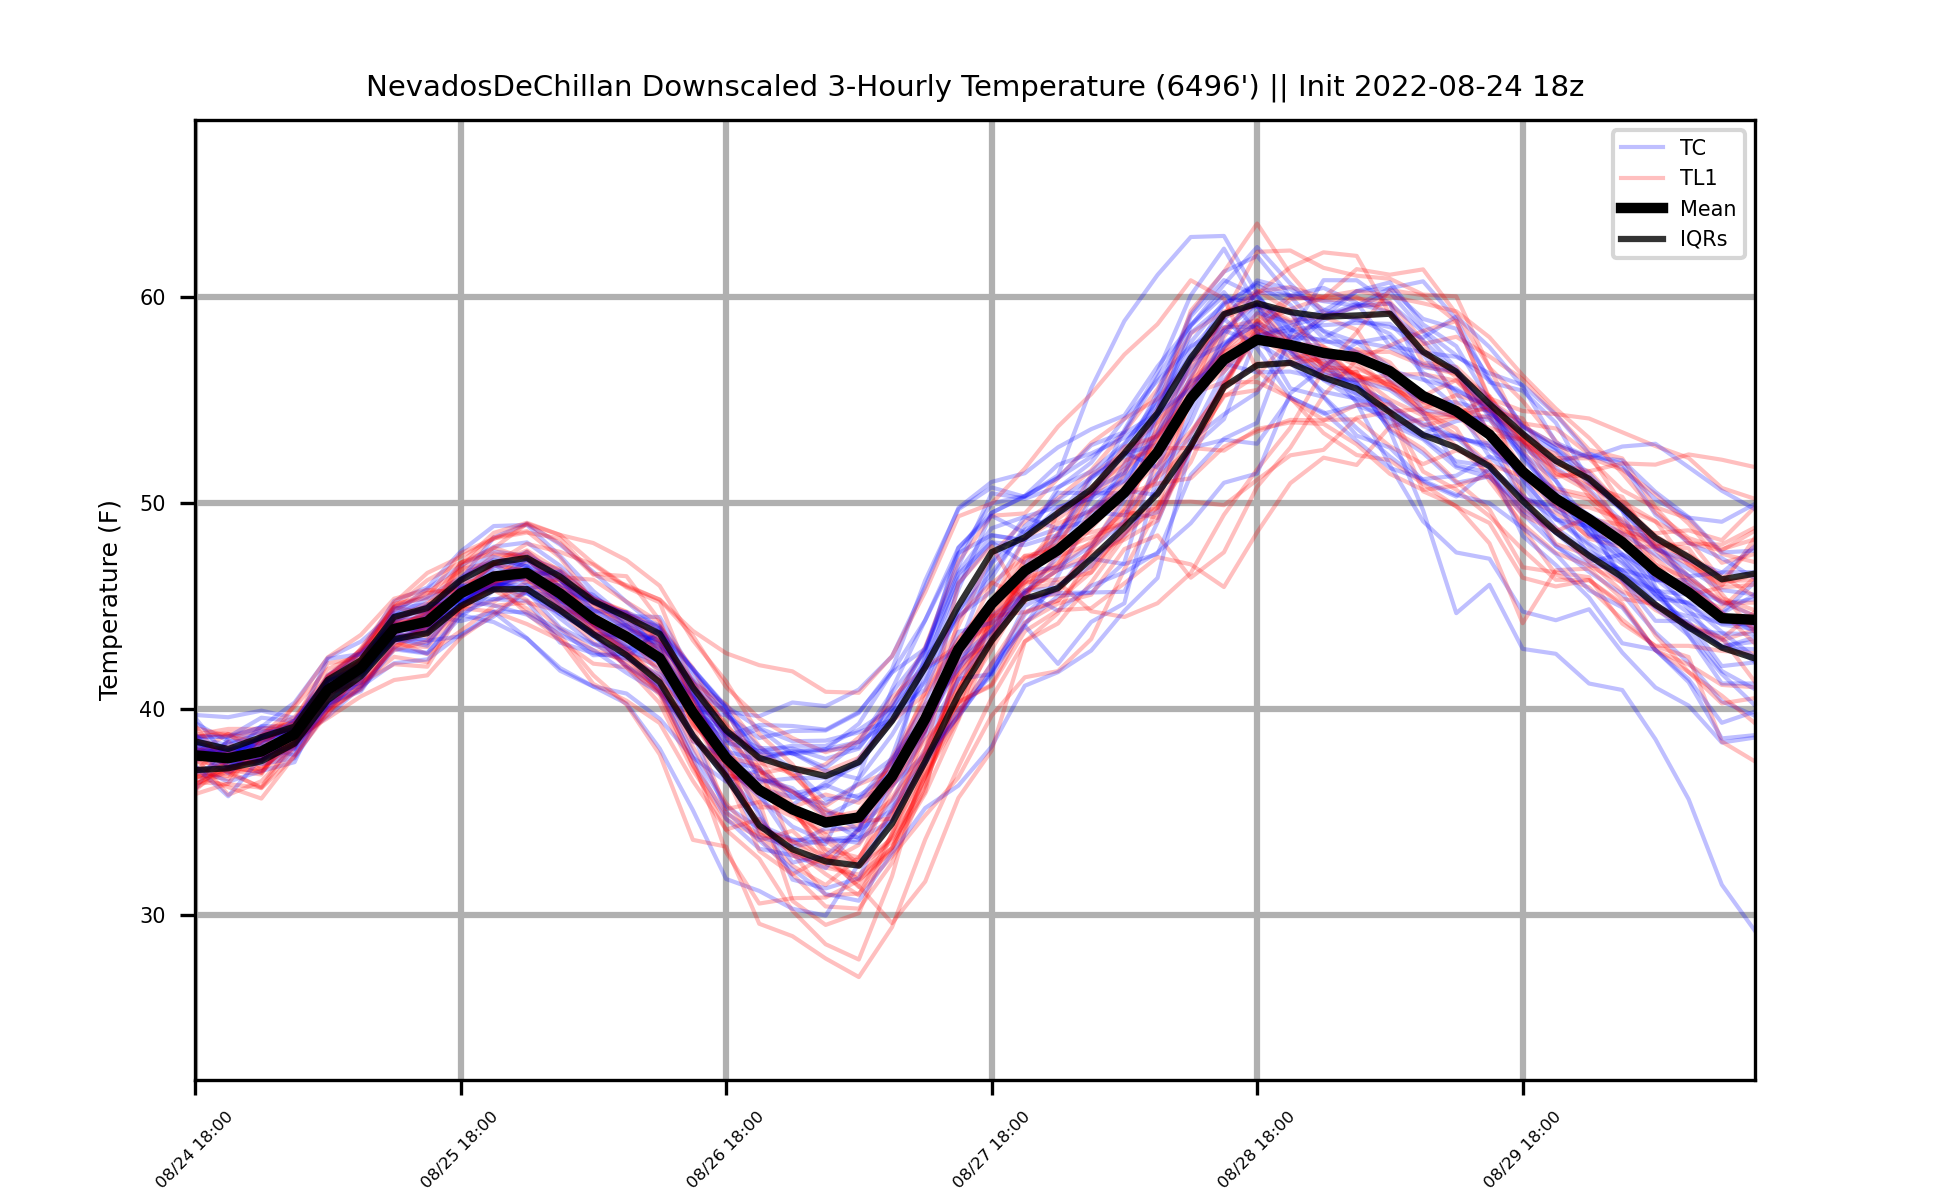 NevadosDeChillan Downscaled 3-Hourly Temperature (6496') || Init 2022-08-24 18z
TC
TL1
Mean
IQRs
Temperature (F)
60
50
40
30
08/24 18:00
08/25 18:00
08/26 18:00
08/27 18:00
08/28 18:00
08/29 18:00